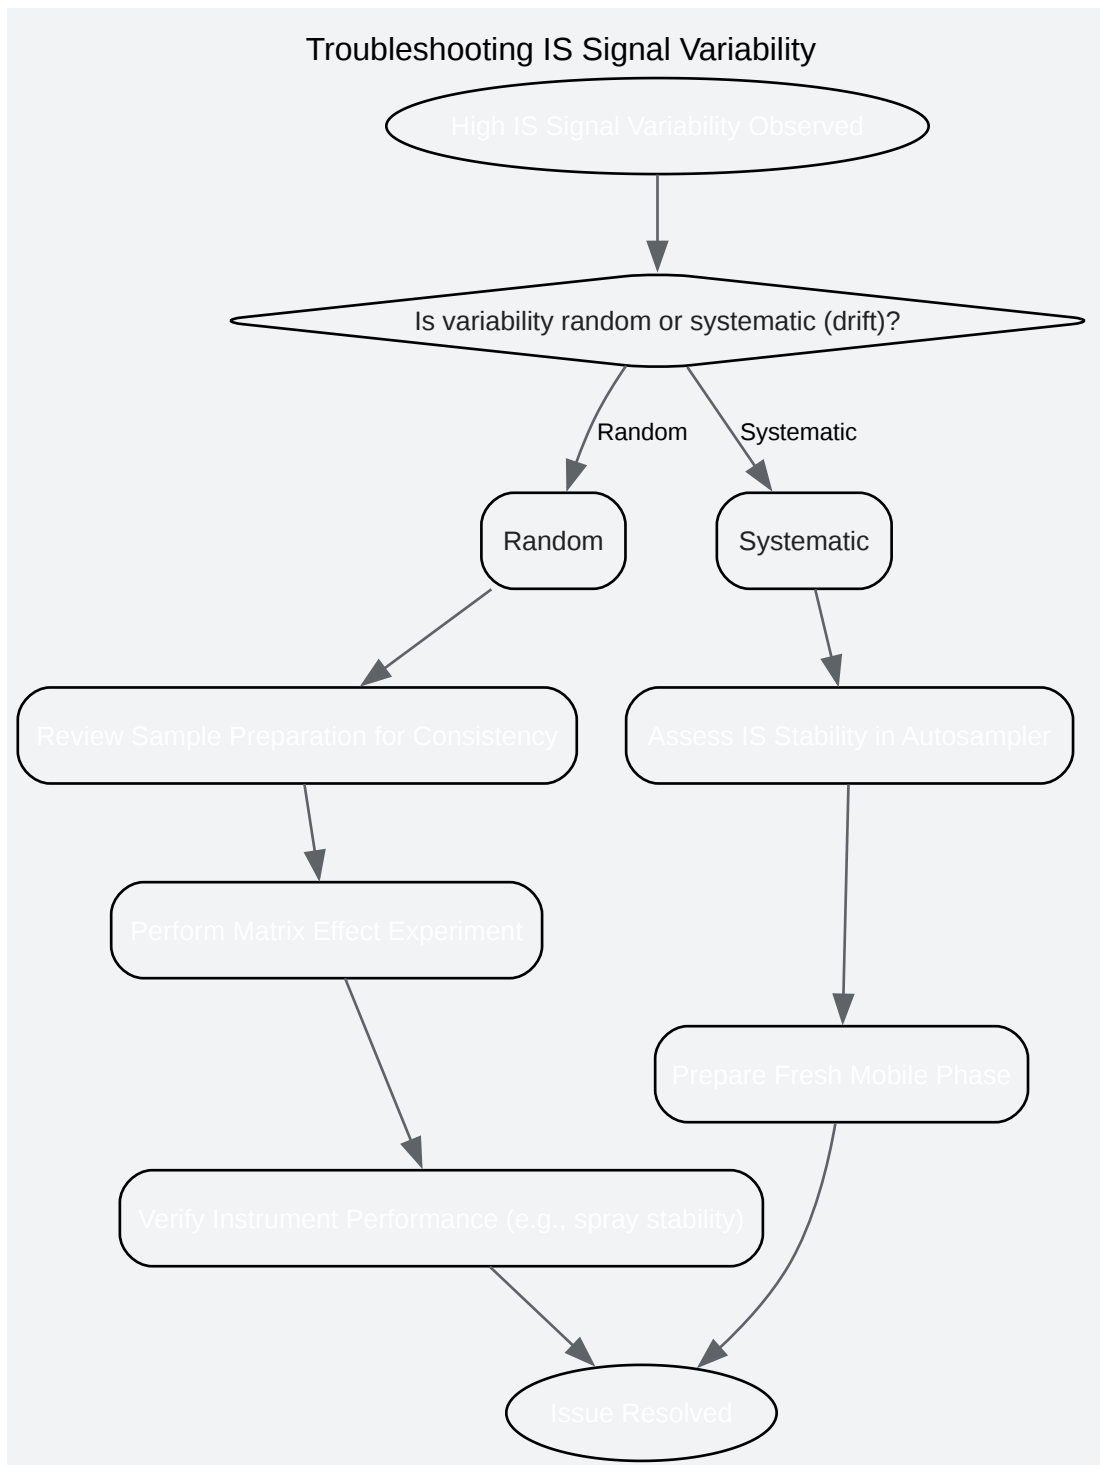 Troubleshooting IS Signal Variability
High IS Signal Variability Observed
Is variability random or systematic (drift)?
Random
Systematic
Random
Systematic
Review Sample Preparation for Consistency
Assess IS Stability in Autosampler
Perform Matrix Effect Experiment
Prepare Fresh Mobile Phase
Verify Instrument Performance (e.g., spray stability)
Issue Resolved